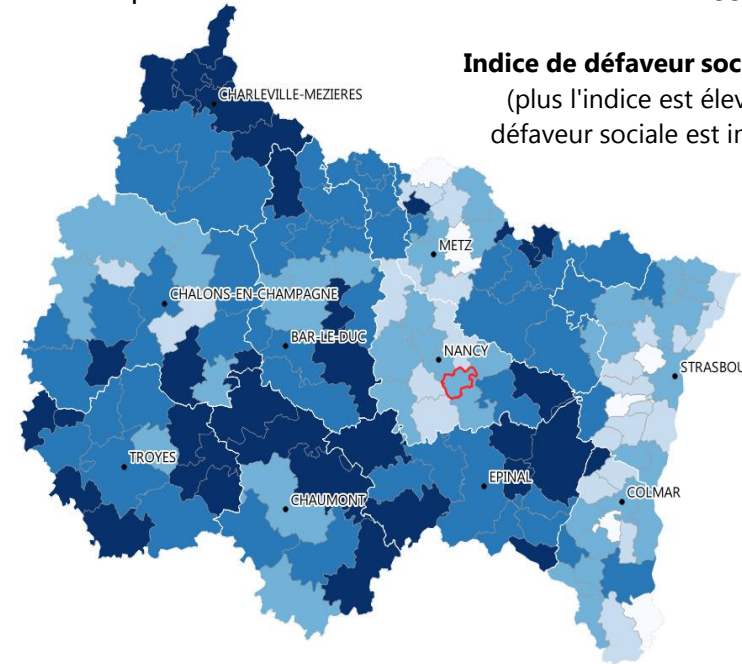 Indice de défaveur soc
(plus l'indice est élev
défaveur sociale est in
CHARLEVILLE-MEZIERES
METZ
CHALONS-EN-CHAMPAGNE
BAR-LE-DUC
NANCY
STRASBOU
TROYES
EPINAL
CHAUMONT
COLMAR